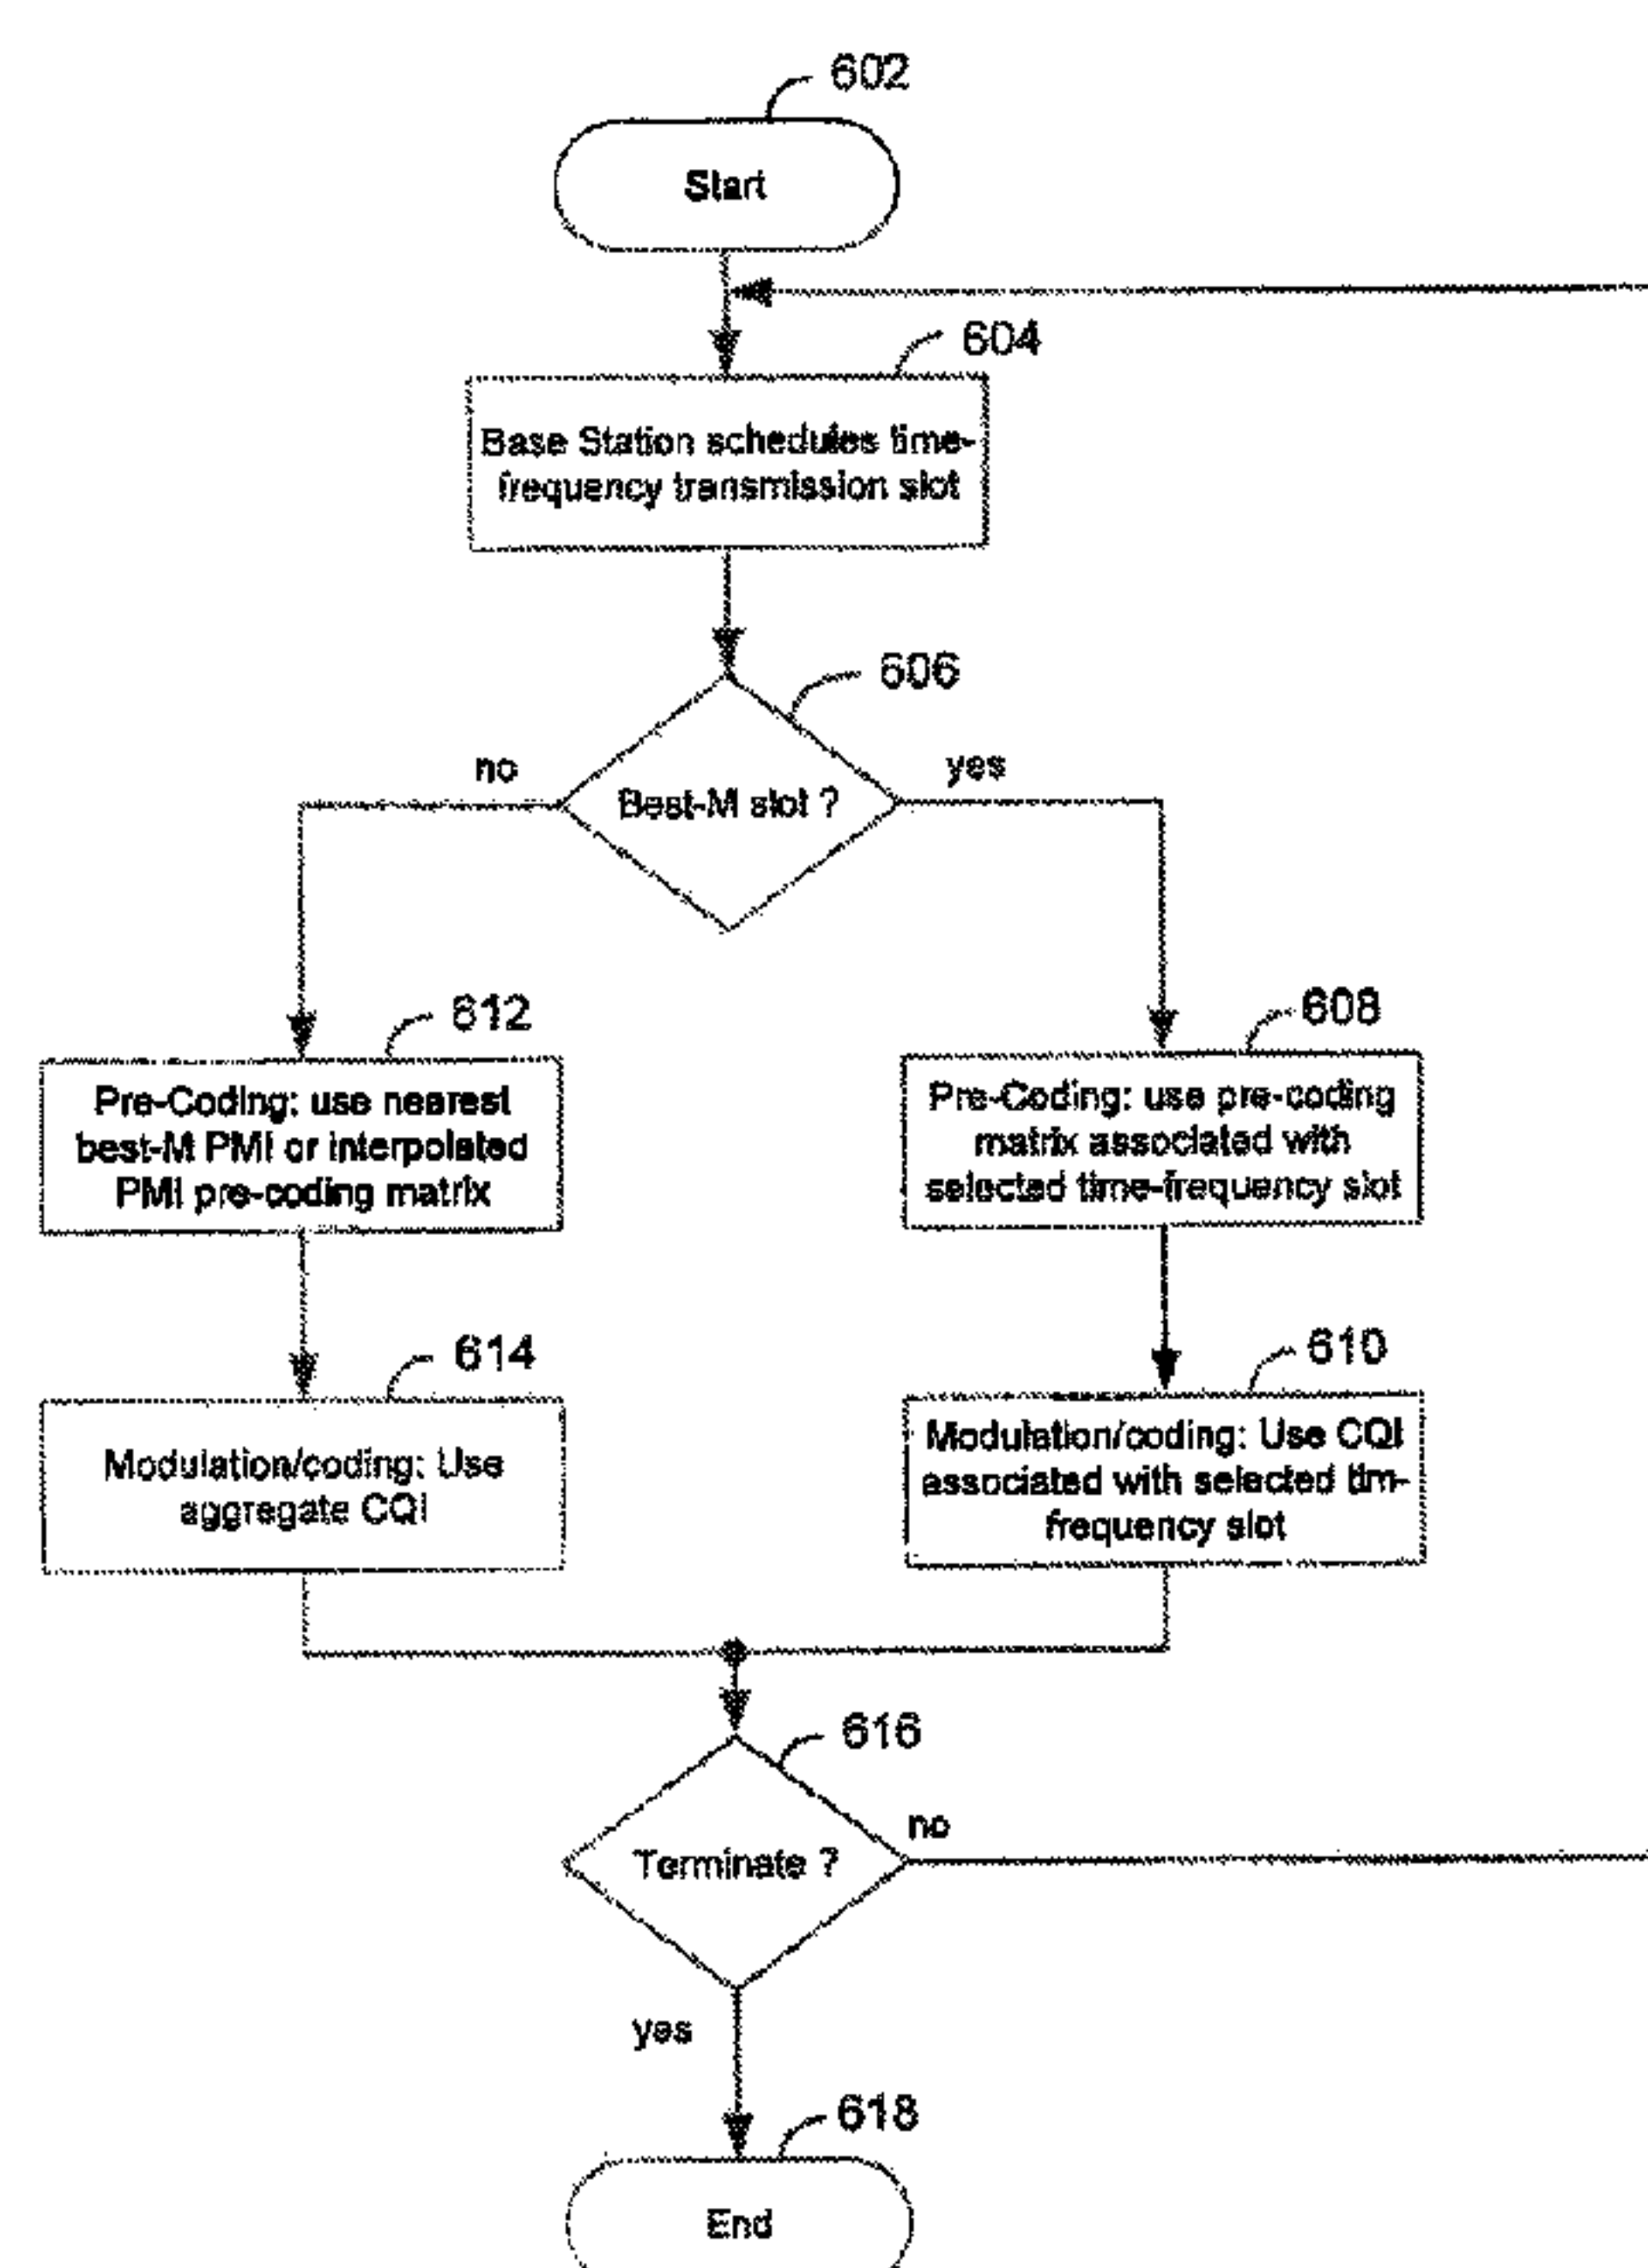 602
Start
604
Base Station schedules time-
frequency transmission slot
606
no
yes
Best-M slot ?
612
608
Pre-Coding: use nearest
best-M PMI or interpolated
PMI pre-coding matrix
Pre-Coding: use pre-coding
matrix associated with
selected time-frequency slot
614
610
Modulation/coding: Use
aggregate CQI
Modulation/coding: Use CQI
associated with selected tim-
frequency slot
616
no
Terminate ?
yes
618
End